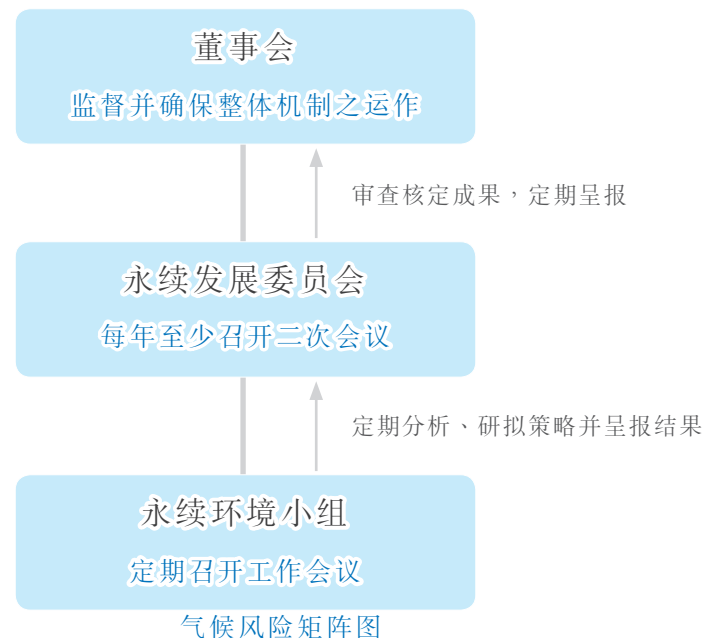 董事会
监督并确保整体机制之运作
审查核定成果，定期呈报
永续发展委员会
每年至少召开二次会议
定期分析、研拟策略并呈报结果
永续环境小组
定期召开工作会议
气候风险矩阵图